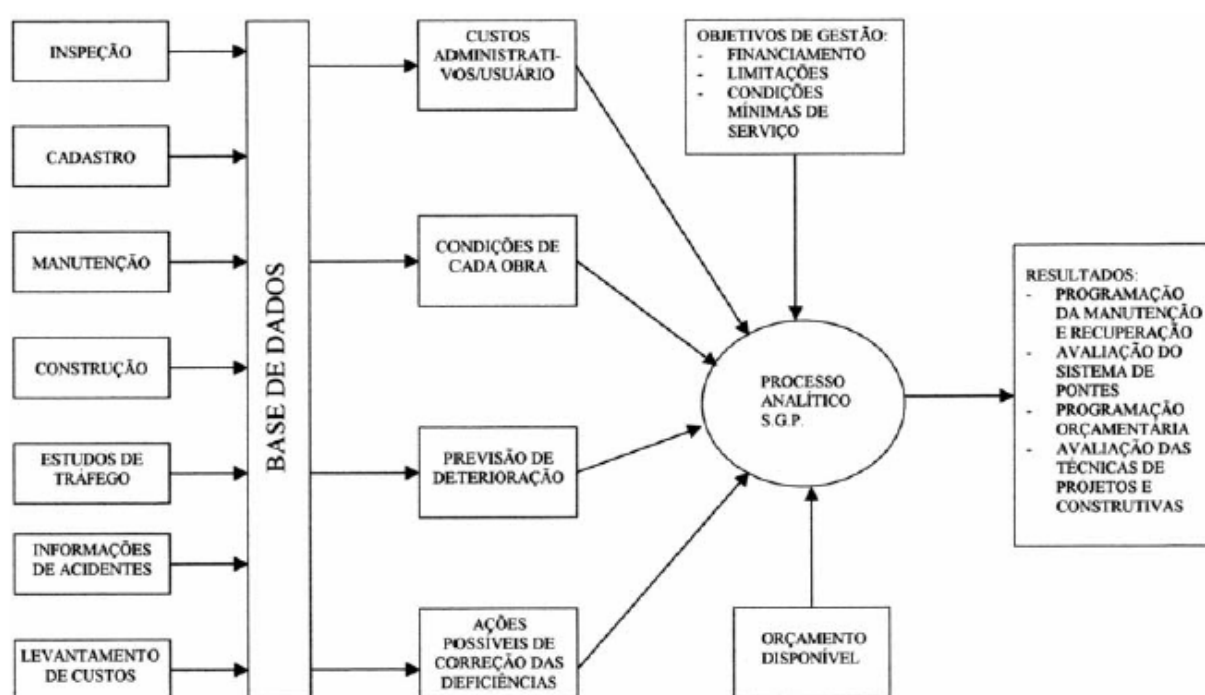 INSPEÇÃO
CADASTRO
MANUTENÇÃO
CONSTRUÇÃO
ESTUDOS DE
TRÁFEGO
INFORMAÇÕES
DE ACIDENTES
LEVANTAMENTO
DE CUSTOS
BASE DE DADOS
CUSTOS
ADMINISTRATI-
VOS/USUÁRIO
CONDIÇÕES DE
CADA OBRA
PREVISÃO DE
DETERIORAÇÃO
AÇÕES
POSSÍVEIS DE
CORREÇÃO DAS
DEFICIÊNCIAS
OBJETIVOS DE GESTÃO:
- FINANCIAMENTO
- LIMITAÇÕES
- CONDIÇÕES
MÍNIMAS DE
SERVIÇO
PROCESSO
ANALÍTICO
S.G.P.
ORÇAMENTO
DISPONÍVEL
RESULTADOS:
- PROGRAMAÇÃO
DA MANUTENÇÃO
E RECUPERAÇÃO
- AVALIAÇÃO DO
SISTEMA DE
PONTES
- PROGRAMAÇÃO
ORÇAMENTÁRIA
- AVALIAÇÃO DAS
TÉCNICAS DE
PROJETOS E
CONSTRUTIVAS